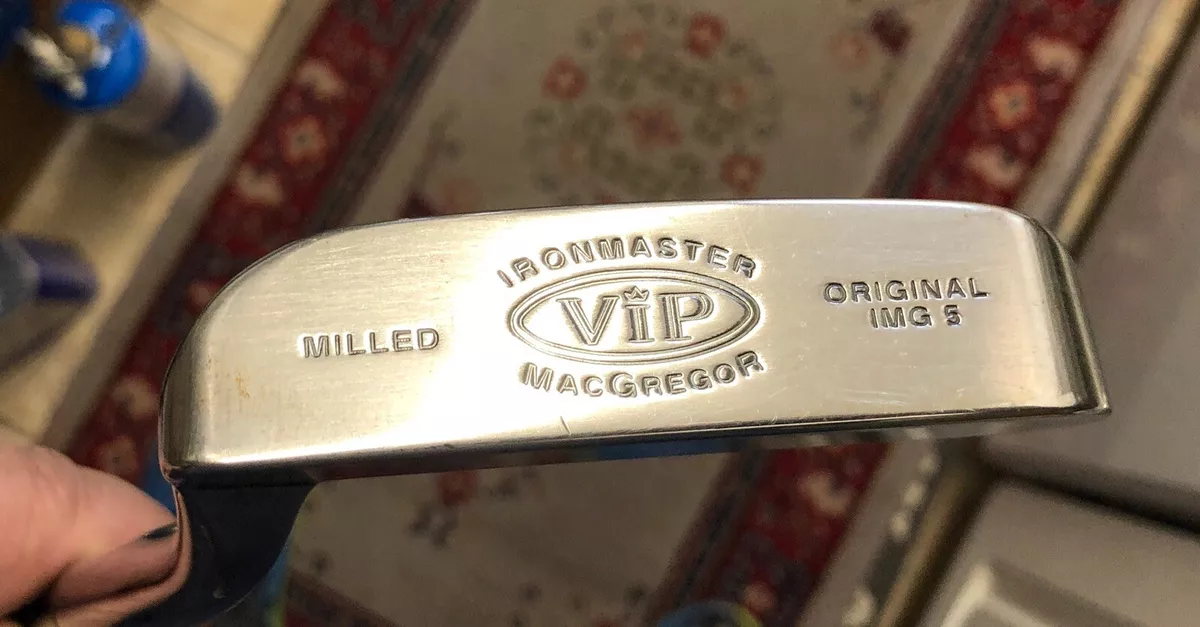 IRONMASTER
MILLED
ViP
ORIGINAL
IMG 5
MACGREGOR